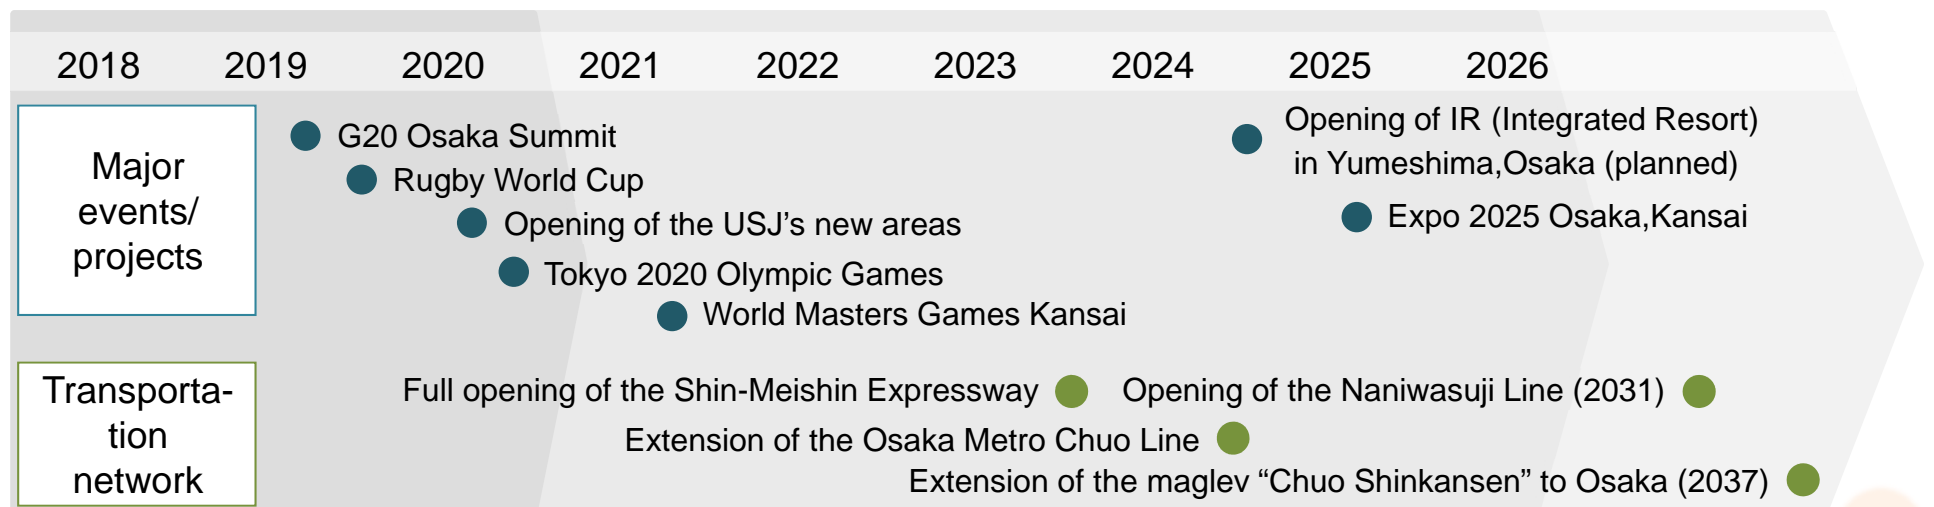 2018 2019 2020 2021 2022 2023 2024 2025 2026
Major
events/
projects
G20 Osaka Summit
Rugby World Cup
Opening of the USJ’s new areas
Tokyo 2020 Olympic Games
World Masters Games Kansai
Opening of IR (Integrated Resort)
in Yumeshima,Osaka (planned)
Expo 2025 Osaka,Kansai
Transporta-
tion
network
Full opening of the Shin-Meishin Expressway
Opening of the Naniwasuji Line (2031)
Extension of the Osaka Metro Chuo Line
Extension of the maglev “Chuo Shinkansen” to Osaka (2037)